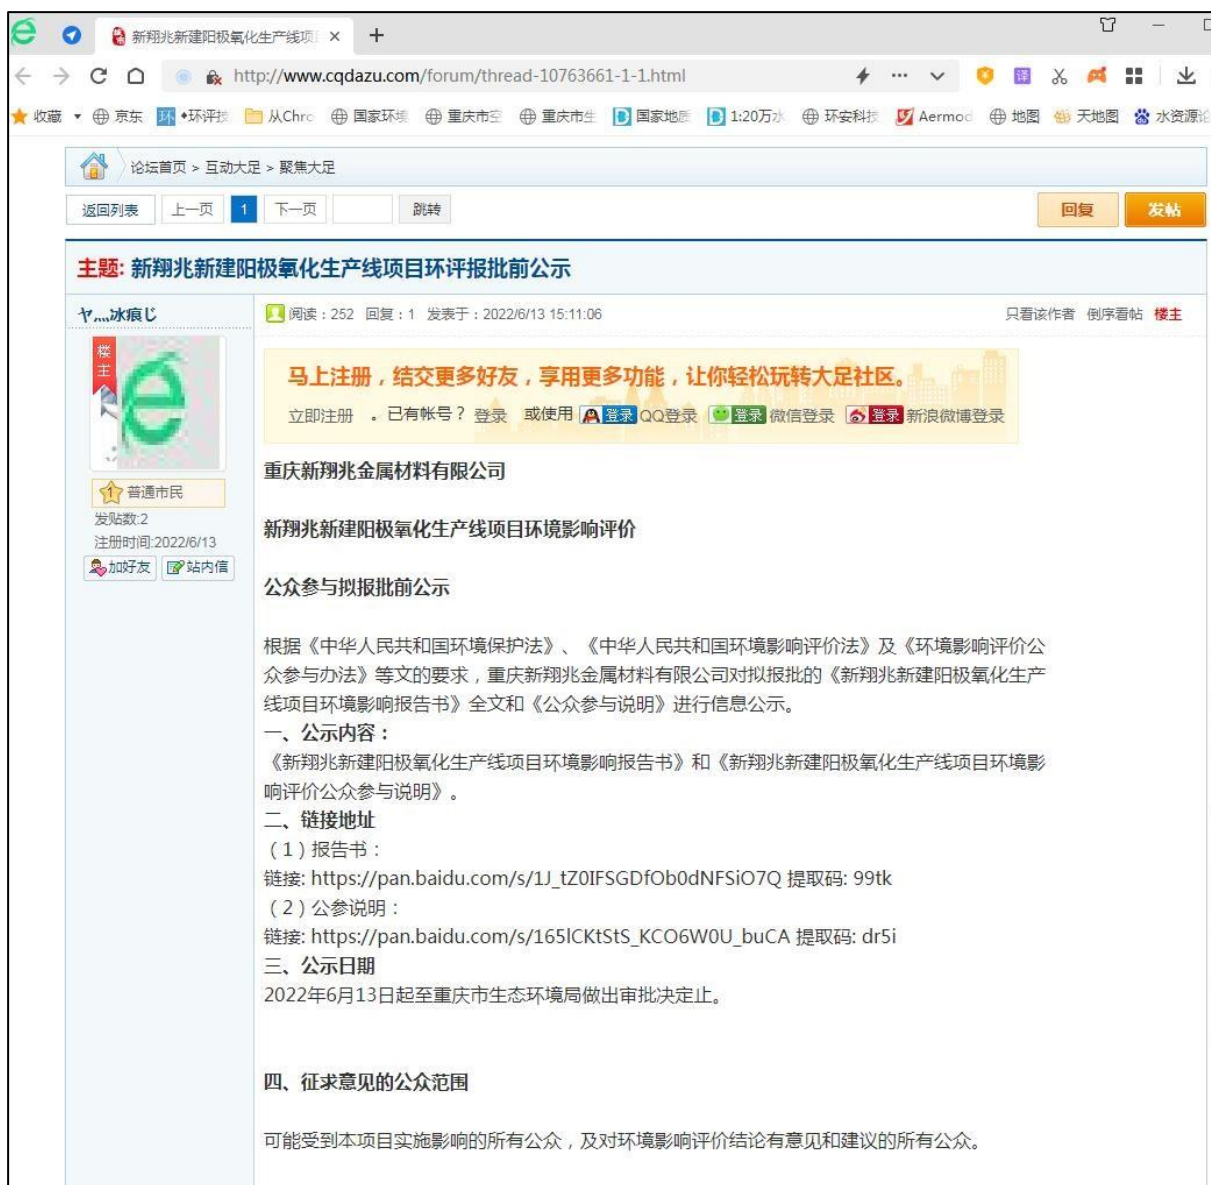 新翔兆新建阳极氧化生产线项
http://www.cqdazu.com/forum/thread-10763661-1-1.html
收藏 京东 环 •环评技 从Chro 国家环境 重庆市空 重庆市生 国家地质 1:20万水 环安科技 Aermod 地图 天地图 水资源论
论坛首页 > 互动大足 > 聚焦大足
返回列表 上一页 1 下一页 跳转 回复 发帖
主题: 新翔兆新建阳极氧化生产线项目环评报批前公示
ヤ灬冰痕じ
阅读：252 回复：1 发表于：2022/6/13 15:11:06 只看该作者 倒序看帖 楼主
楼主
普通市民
发贴数:2
注册时间:2022/6/13
加好友 站内信
马上注册，结交更多好友，享用更多功能，让你轻松玩转大足社区。
立即注册 。已有帐号？ 登录 或使用 登录 QQ登录 登录 微信登录 登录 新浪微博登录
重庆新翔兆金属材料有限公司
新翔兆新建阳极氧化生产线项目环境影响评价
公众参与拟报批前公示
根据《中华人民共和国环境保护法》、《中华人民共和国环境影响评价法》及《环境影响评价公
众参与办法》等文的要求，重庆新翔兆金属材料有限公司对拟报批的《新翔兆新建阳极氧化生产
线项目环境影响报告书》全文和《公众参与说明》进行信息公示。
一、公示内容：
《新翔兆新建阳极氧化生产线项目环境影响报告书》和《新翔兆新建阳极氧化生产线项目环境影
响评价公众参与说明》。
二、链接地址
（1）报告书：
链接: https://pan.baidu.com/s/1J_tZ0IFSGDfOb0dNFSiO7Q 提取码: 99tk
（2）公参说明：
链接: https://pan.baidu.com/s/165lCKtStS_KCO6W0U_buCA 提取码: dr5i
三、公示日期
2022年6月13日起至重庆市生态环境局做出审批决定止。
四、征求意见的公众范围
可能受到本项目实施影响的所有公众，及对环境影响评价结论有意见和建议的所有公众。